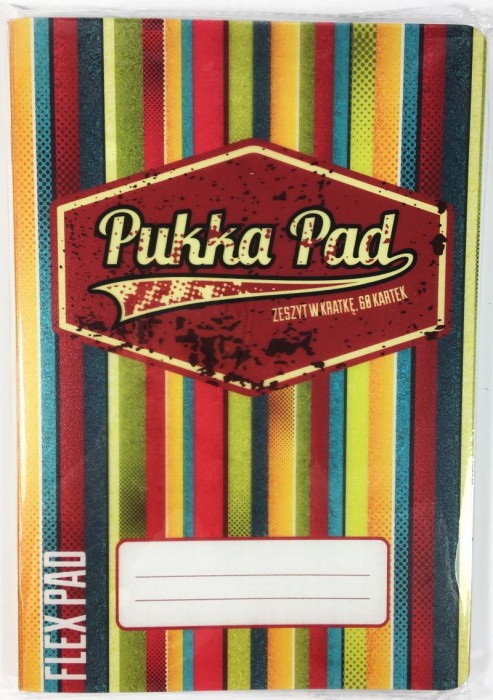 Pukka Pad
ZESZYT W KRATKĘ, 60 KARTEK
FLEX PAD